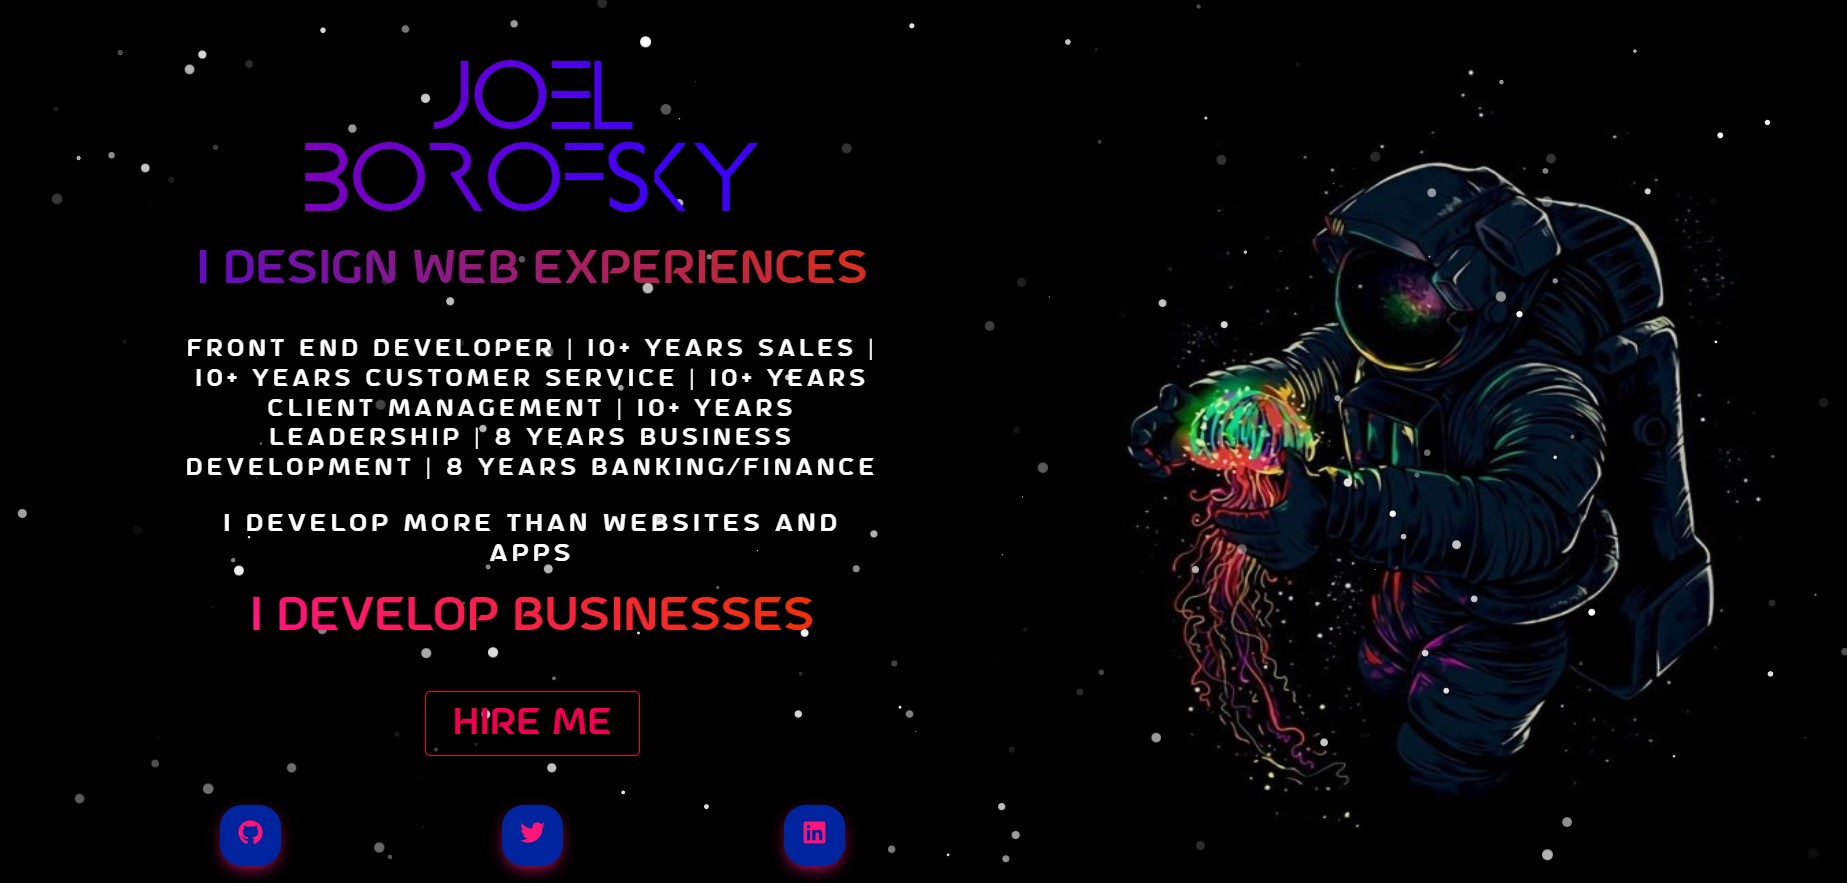 JOEL
BOROFSKY
I DESIGN WEB EXPERIENCES
FRONT END DEVELOPER | 10+ YEARS SALES |
10+ YEARS CUSTOMER SERVICE | 10+ YEARS
CLIENT MANAGEMENT | 10+ YEARS
LEADERSHIP | 8 YEARS BUSINESS
DEVELOPMENT | 8 YEARS BANKING/FINANCE
I DEVELOP MORE THAN WEBSITES AND
APPS
I DEVELOP BUSINESSES
HIRE ME